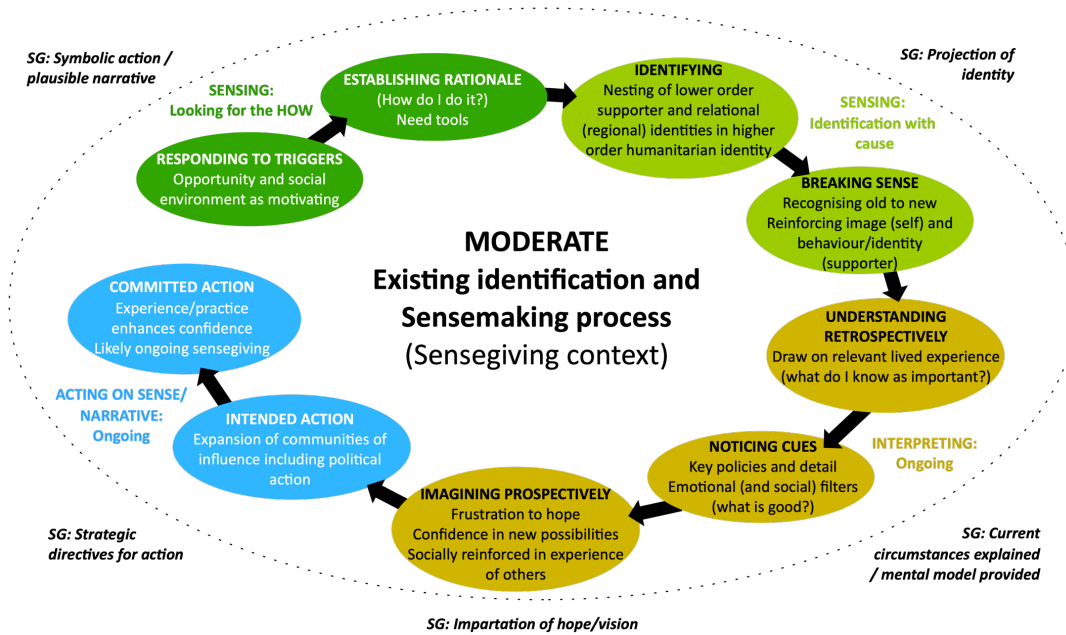 SG: Symbolic action /
plausible narrative
SG: Projection of
identity
SENSING:
Looking for the HOW
ESTABLISHING RATIONALE
(How do I do it?)
Need tools
IDENTIFYING
Nesting of lower order
supporter and relational
(regional) identities in higher
order humanitarian identity
SENSING:
Identification with
cause
RESPONDING TO TRIGGERS
Opportunity and social
environment as motivating
BREAKING SENSE
Recognising old to new
Reinforcing image (self) and
behaviour/identity
(supporter)
MODERATE
Existing identification and
Sensemaking process
(Sensegiving context)
UNDERSTANDING
RETROSPECTIVELY
Draw on relevant lived experience
(what do I know as important?)
INTERPRETING:
Ongoing
NOTICING CUES
Key policies and detail
Emotional (and social) filters
(what is good?)
IMAGINING PROSPECTIVELY
Frustration to hope
Confidence in new possibilities
Socially reinforced in experience
of others
INTENDED ACTION
Expansion of communities of
influence including political
action
ACTING ON SENSE/
NARRATIVE:
Ongoing
COMMITTED ACTION
Experience/practice
enhances confidence
Likely ongoing sensegiving
SG: Strategic
directives for action
SG: Current
circumstances explained
/ mental model provided
SG: Impartation of hope/vision